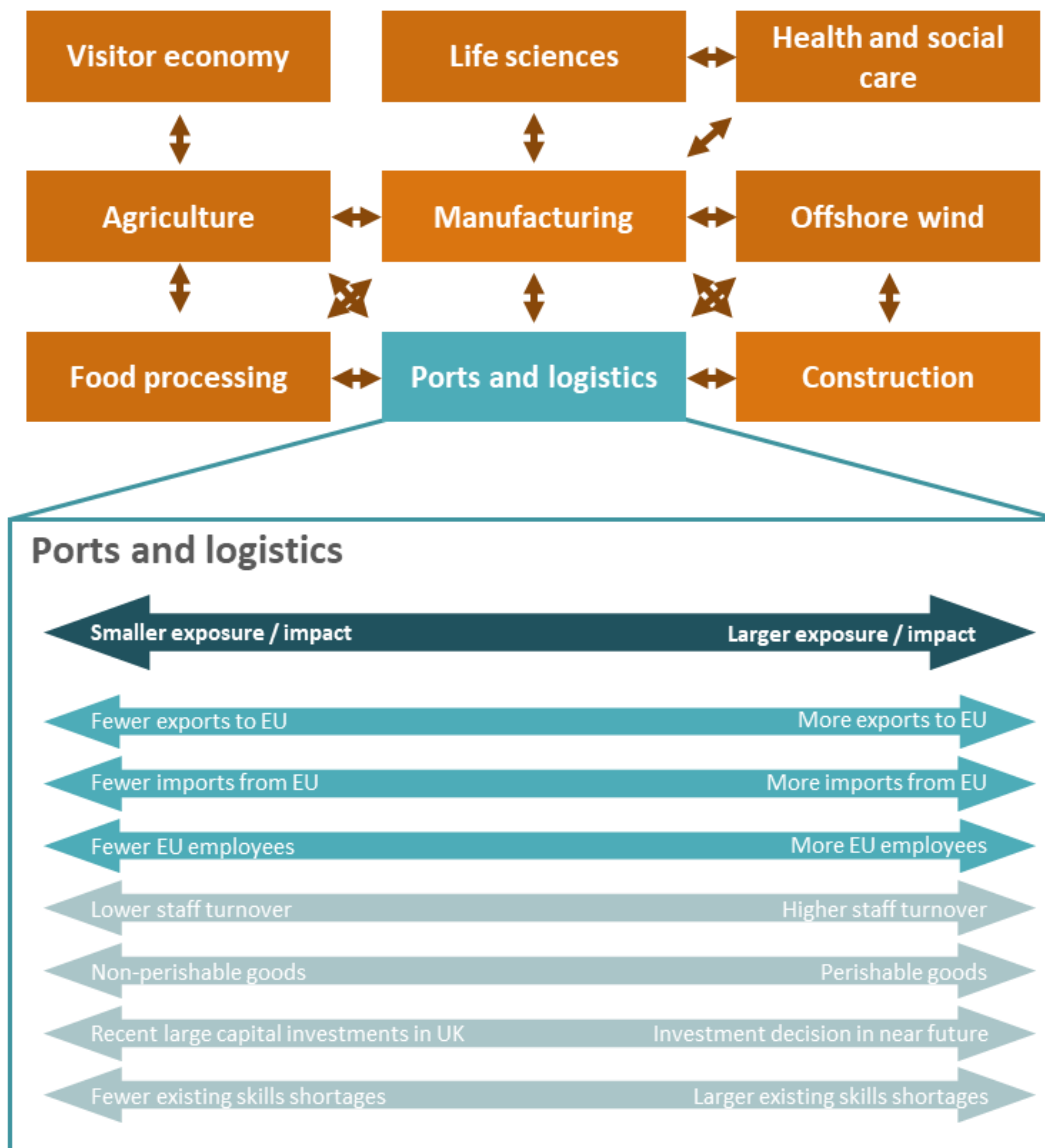 Visitor economy
Life sciences
Health and social
care
Agriculture
Manufacturing
Offshore wind
Food processing
Ports and logistics
Construction
Ports and logistics
Smaller exposure / impact
Larger exposure / impact
Fewer exports to EU
More exports to EU
Fewer imports from EU
More imports from EU
Fewer EU employees
More EU employees
Lower staff turnover
Higher staff turnover
Non-perishable goods
Perishable goods
Recent large capital investments in UK
Investment decision in near future
Fewer existing skills shortages
Larger existing skills shortages